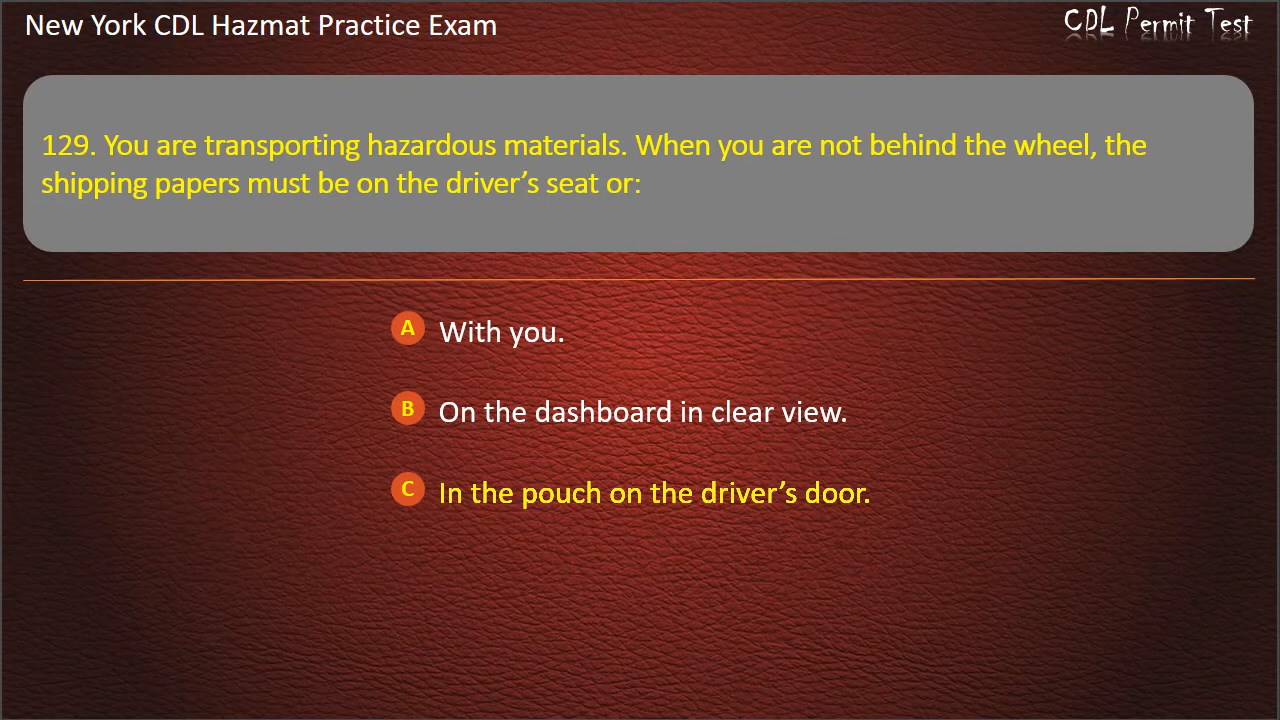 New York CDL Hazmat Practice Exam
CDL Permit Test
129. You are transporting hazardous materials. When you are not behind the wheel, the
shipping papers must be on the driver’s seat or:
A With you.
B On the dashboard in clear view.
C In the pouch on the driver’s door.